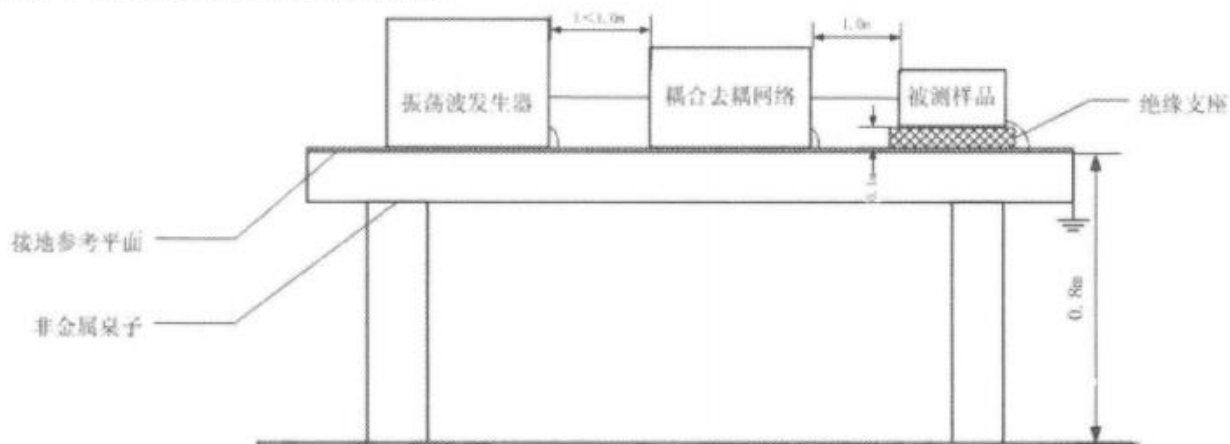 1<1.0m
1.0m
振荡波发生器
耦合去耦网络
被测样品
绝缘支座
0.1m
接地参考平面
0.8m
非金属桌子